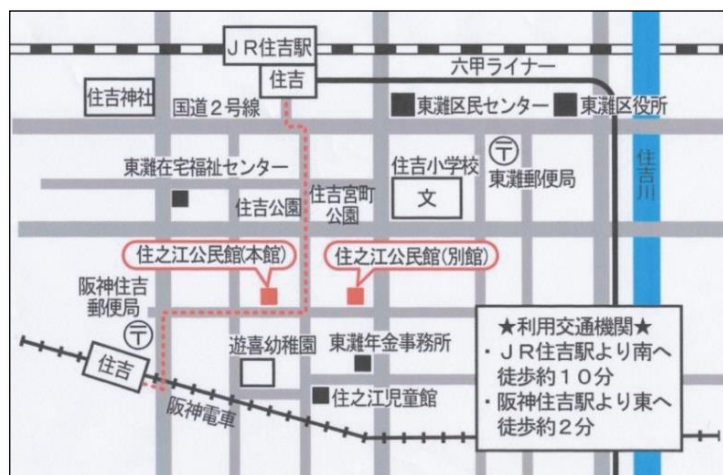 JR住吉駅
住吉
六甲ライナー
住吉神社
国道2号線
東灘区民センター
東灘区役所
〒
東灘郵便局
住吉川
東灘在宅福祉センター
住吉公園
住吉宮町
公園
住吉小学校
文
住之江公民館(本館)
住之江公民館(別館)
阪神住吉
郵便局
〒
住吉
阪神電車
遊喜幼稚園
東灘年金事務所
住之江児童館
★利用交通機関★
・JR住吉駅より南へ
徒歩約10分
・阪神住吉駅より東へ
徒歩約2分